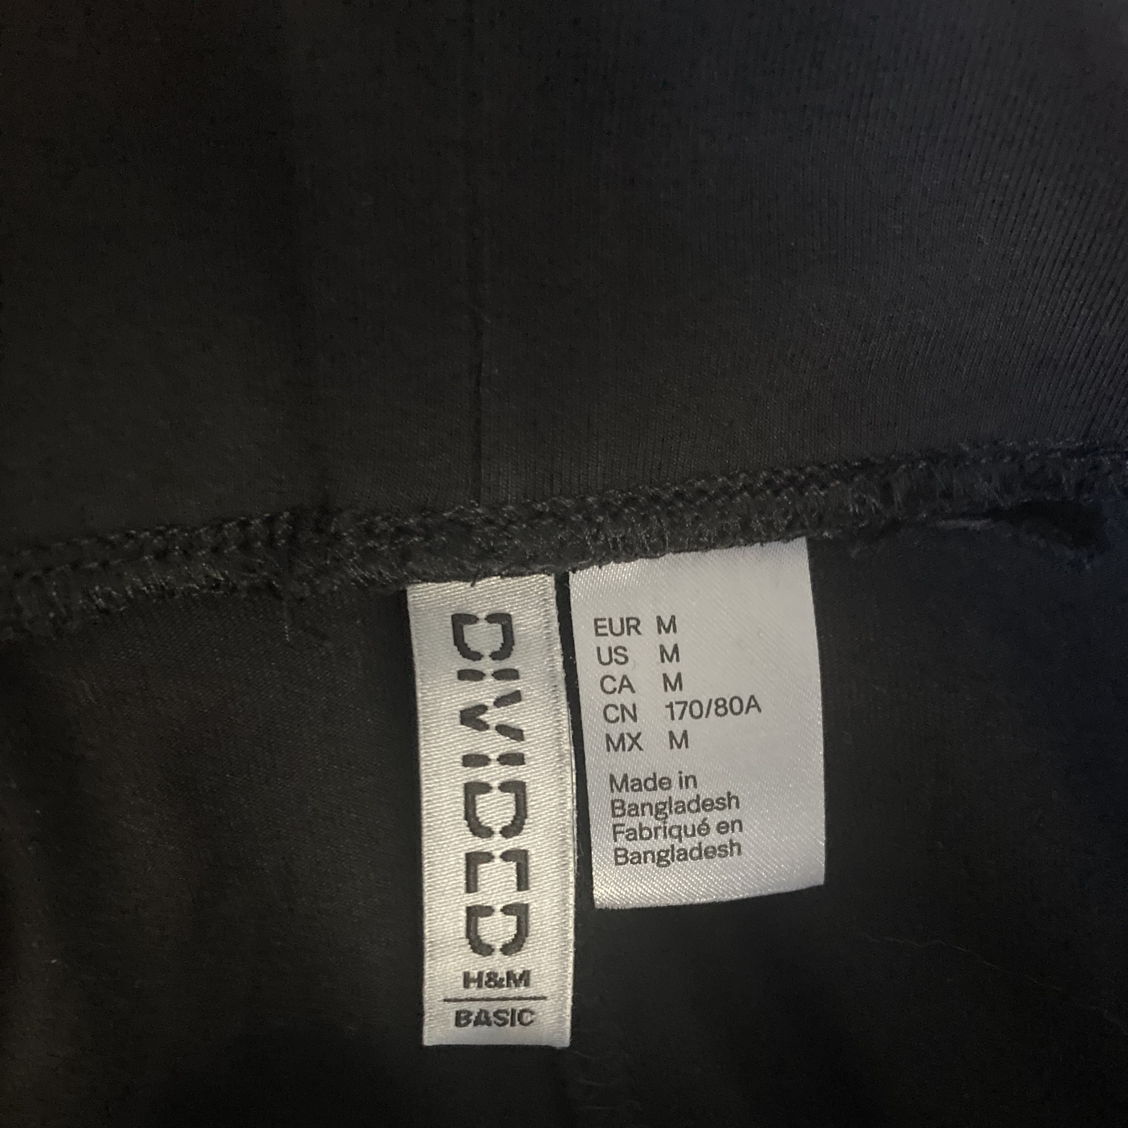 DIVIDED
H&M
BASIC
EUR M
US M
CA M
CN 170/80A
MX M
Made in
Bangladesh
Fabriqué en
Bangladesh